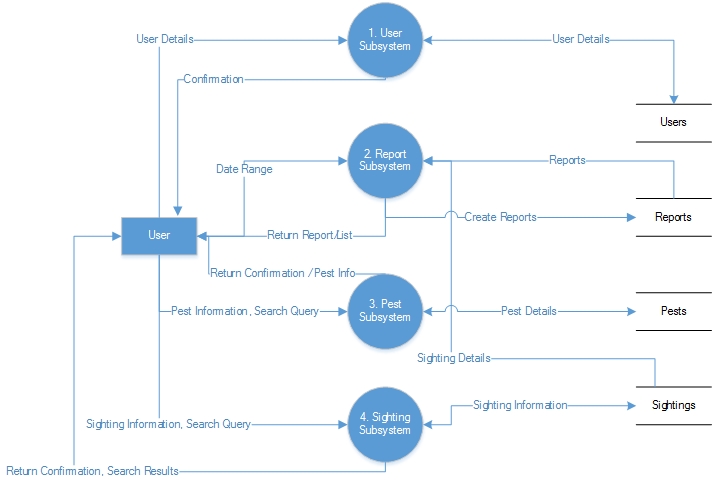 User Details
1. User
Subsystem
User Details
Confirmation
Users
2. Report
Subsystem
Reports
Date Range
User
Create Reports
Reports
Return Report/List
Return Confirmation / Pest Info
3. Pest
Subsystem
Pest Information, Search Query
Pest Details
Pests
Sighting Details
4. Sighting
Subsystem
Sighting Information
Sightings
Sighting Information, Search Query
Return Confirmation, Search Results